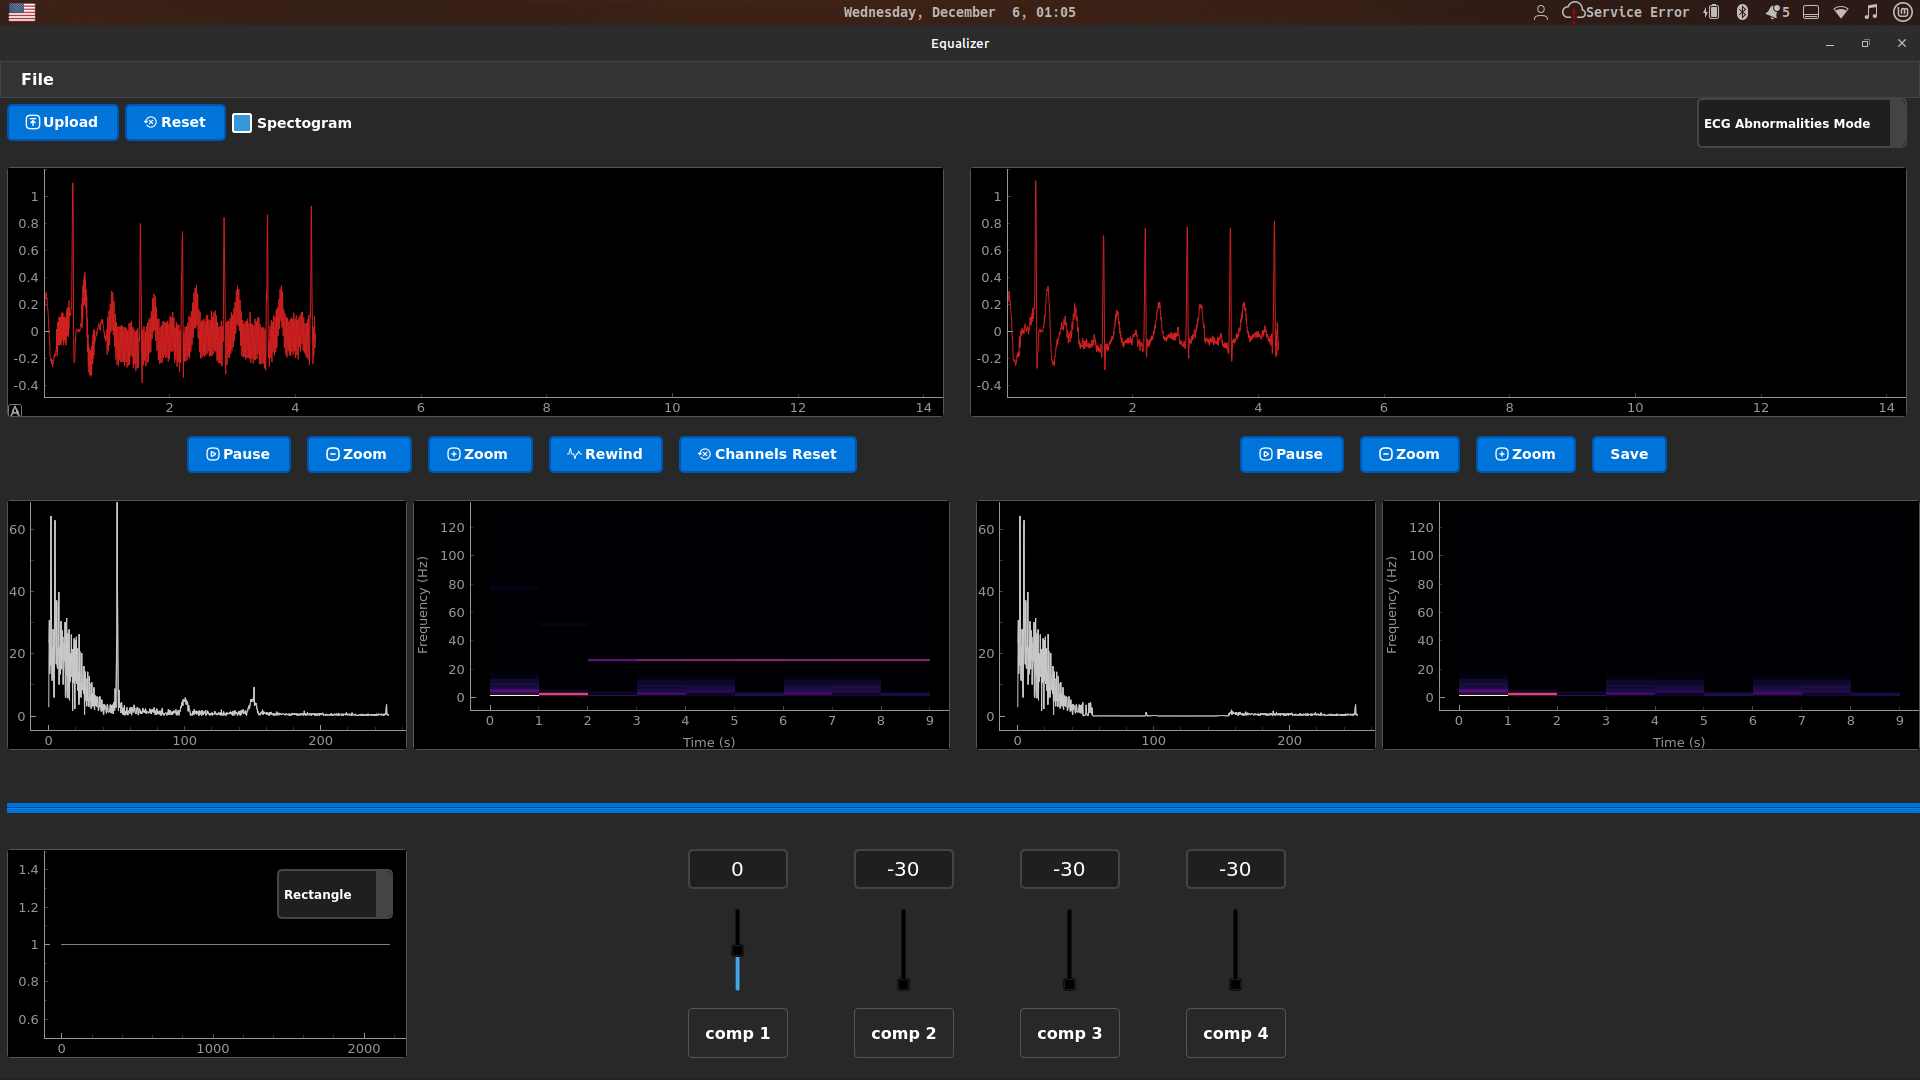 Wednesday, December  6, 01:05
Service Error
5
Equalizer
File
Upload
Reset
Spectogram
ECG Abnormalities Mode
1
0.8
0.6
0.4
0.2
0
-0.2
-0.4
A
2 4 6 8 10 12 14
1
0.8
0.6
0.4
0.2
0
-0.2
-0.4
2 4 6 8 10 12 14
Pause
Zoom
Zoom
Rewind
Channels Reset
Pause
Zoom
Zoom
Save
60
40
20
0
0 100 200
Frequency (Hz)
120
100
80
60
40
20
0
0 1 2 3 4 5 6 7 8 9
Time (s)
60
40
20
0
0 100 200
Frequency (Hz)
120
100
80
60
40
20
0
0 1 2 3 4 5 6 7 8 9
Time (s)
1.4
1.2
1
0.8
0.6
0 1000 2000
Rectangle
0
-30
-30
-30
comp 1
comp 2
comp 3
comp 4